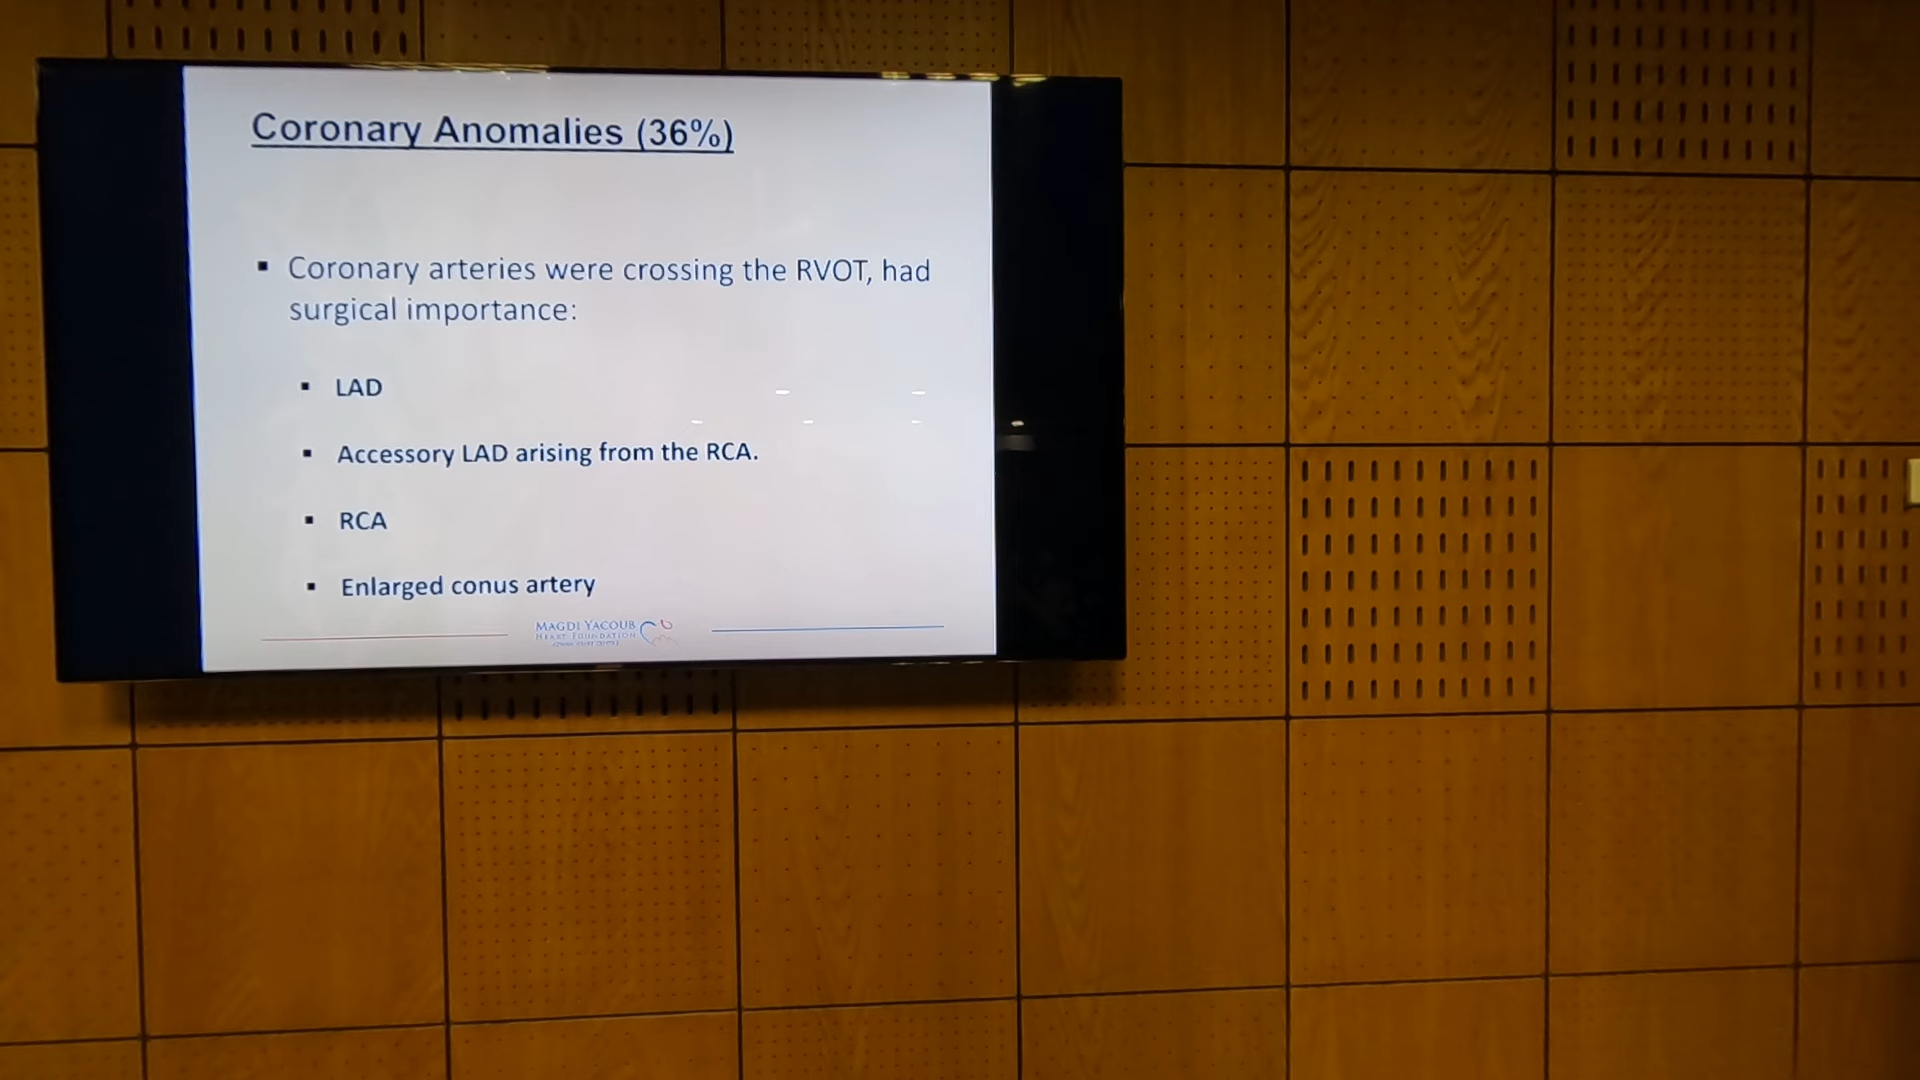 Coronary Anomalies (36%)
▪ Coronary arteries were crossing the RVOT, had
surgical importance:
▪ LAD
▪ Accessory LAD arising from the RCA.
▪ RCA
▪ Enlarged conus artery
MAGDI YACOUB
HEART FOUNDATION